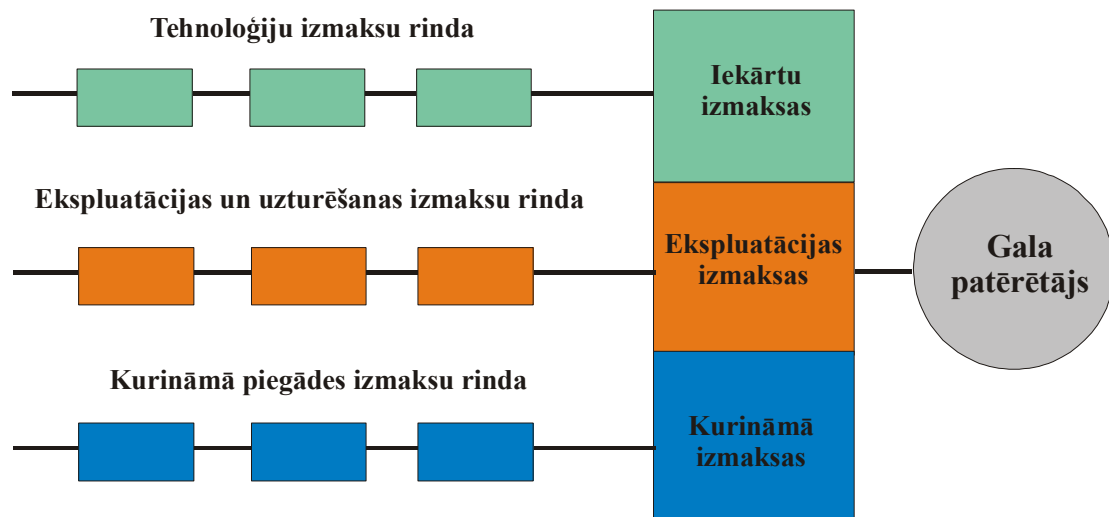 Tehnoloģiju izmaksu rinda
Iekārtu
izmaksas
Ekspluatācijas un uzturēšanas izmaksu rinda
Ekspluatācijas
izmaksas
Gala
patērētājs
Kurināmā piegādes izmaksu rinda
Kurināmā
izmaksas